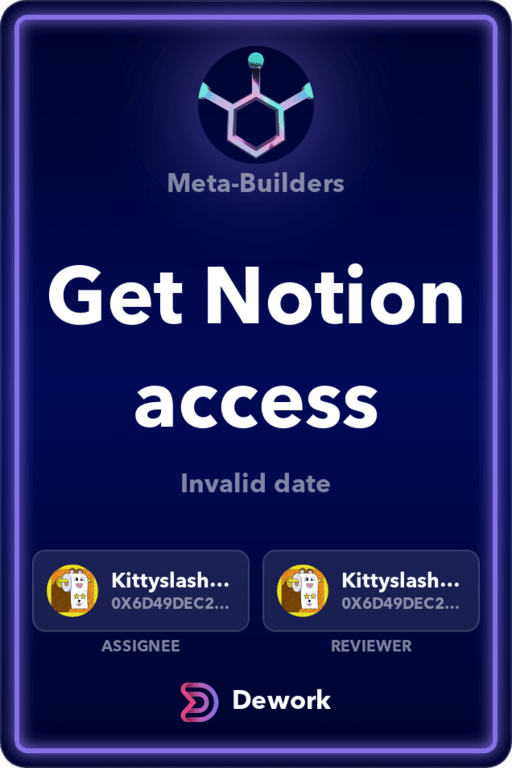 Meta-Builders
Get Notion
access
Invalid date
Kittyslash...
0X6D49DEC2...
ASSIGNEE
Kittyslash...
0X6D49DEC2...
REVIEWER
Dework